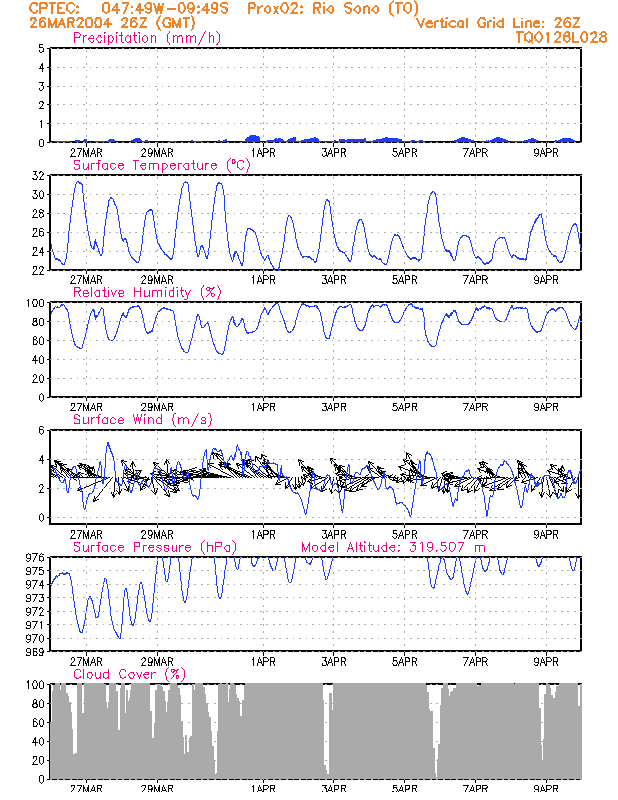 CPTEC: 047:49W-09:49S Prox02: Rio Sono (TO)
26MAR2004 26Z (GMT) Vertical Grid Line: 26Z
Precipitation (mm/h) TQ0126L028
5
4
3
2
1
0
27MAR 29MAR 1APR 3APR 5APR 7APR 9APR
Surface Temperature (°C)
32
30
28
26
24
22
27MAR 29MAR 1APR 3APR 5APR 7APR 9APR
Relative Humidity (%)
100
80
60
40
20
0
27MAR 29MAR 1APR 3APR 5APR 7APR 9APR
Surface Wind (m/s)
6
4
2
0
27MAR 29MAR 1APR 3APR 5APR 7APR 9APR
Surface Pressure (hPa) Model Altitude: 319.507 m
976
975
974
973
972
971
970
989
27MAR 29MAR 1APR 3APR 5APR 7APR 9APR
Cloud Cover (%)
100
80
60
40
20
0
27MAR 29MAR 1APR 3APR 5APR 7APR 9APR